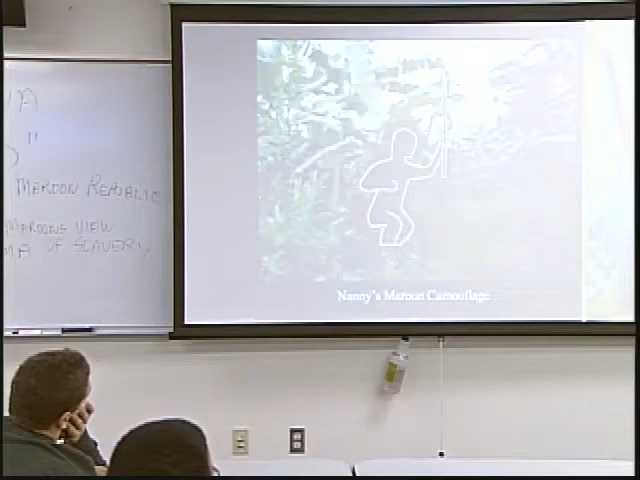 MAROON REPUBLIC
MAROONS VIEW
OF SLAVERY
Nanny's Maroon Camouflage